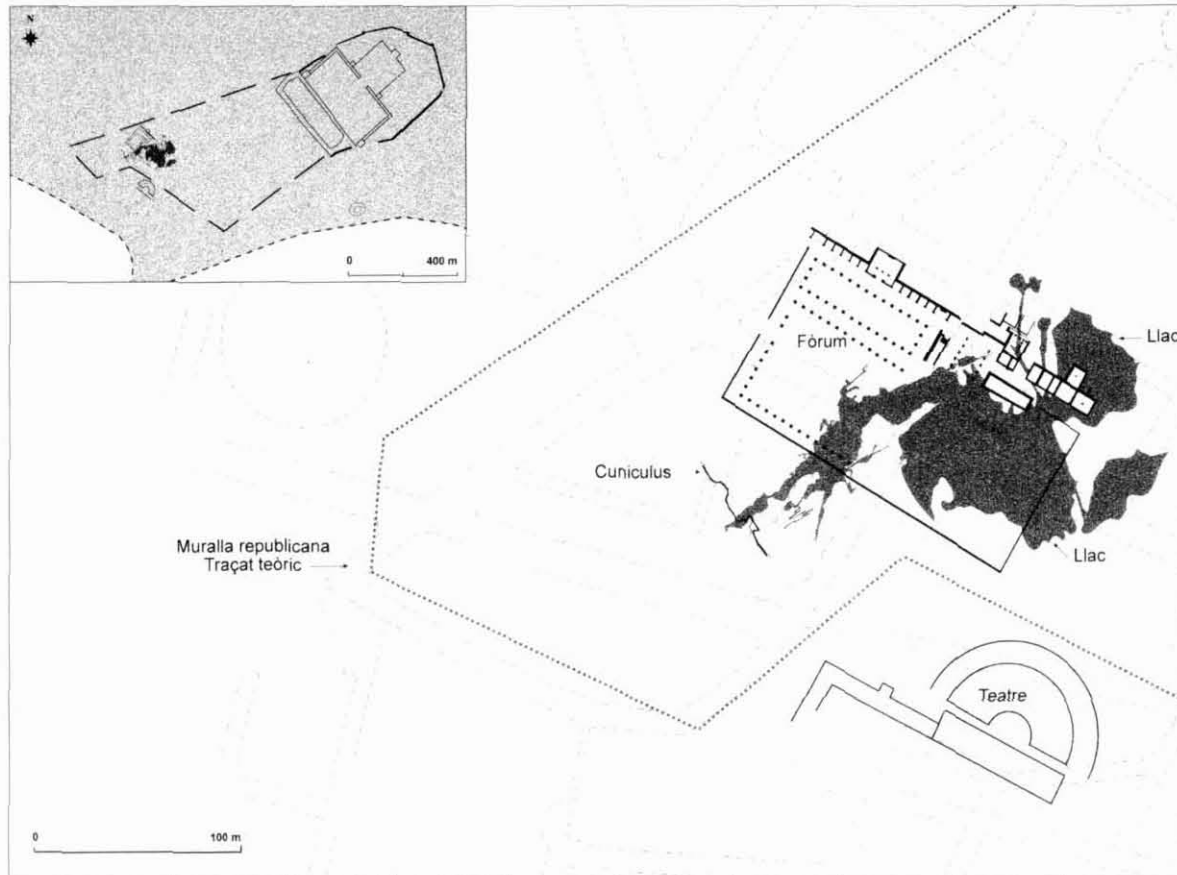 N
0 400 m
Fòrum
Llac
Cuniculus
Muralla republicana
Traçat teòric
Llac
Teatre
0 100 m